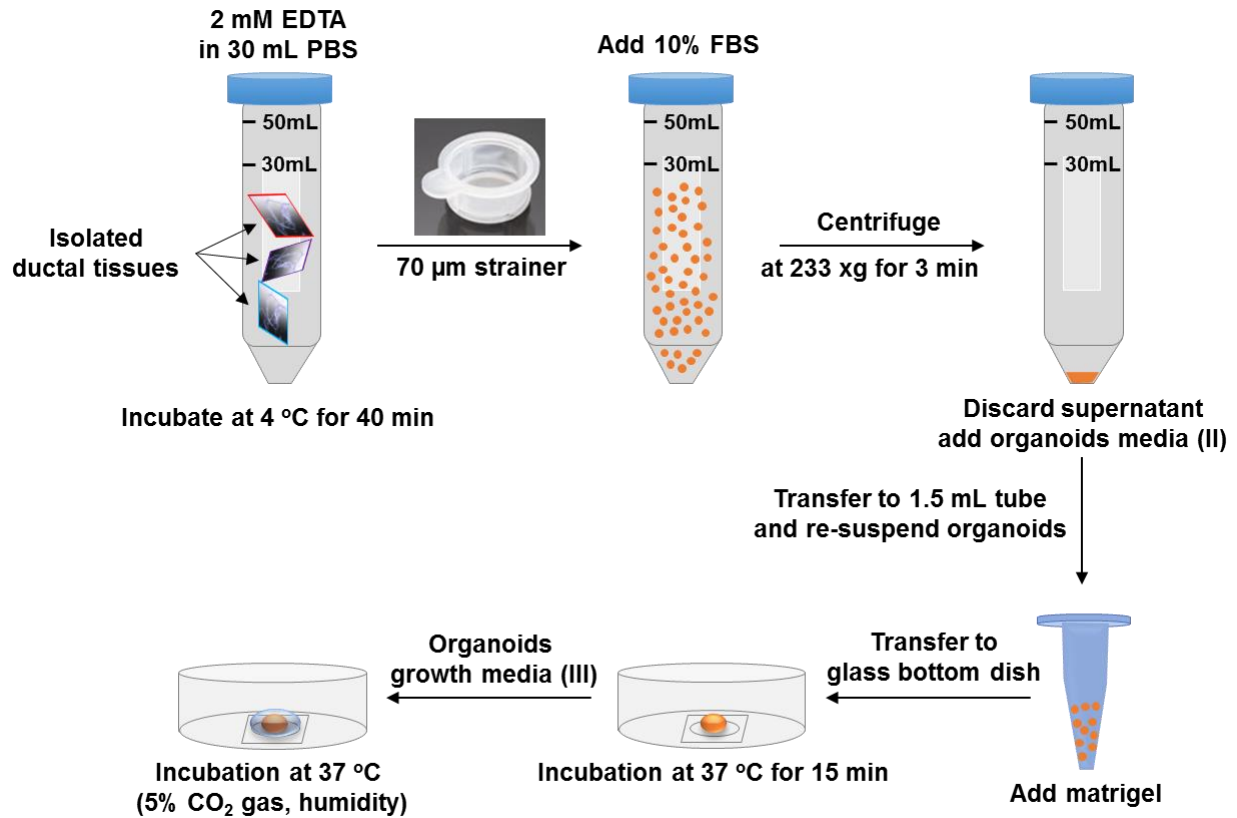 2 mM EDTA
in 30 mL PBS
50mL
30mL
Isolated
ductal tissues
Incubate at 4 °C for 40 min
70 µm strainer
Add 10% FBS
50mL
30mL
Centrifuge
at 233 xg for 3 min
50mL
30mL
Discard supernatant
add organoids media (II)
Transfer to 1.5 mL tube
and re-suspend organoids
Add matrigel
Transfer to
glass bottom dish
Incubation at 37 °C for 15 min
Organoids
growth media (III)
Incubation at 37 °C
(5% CO₂ gas, humidity)